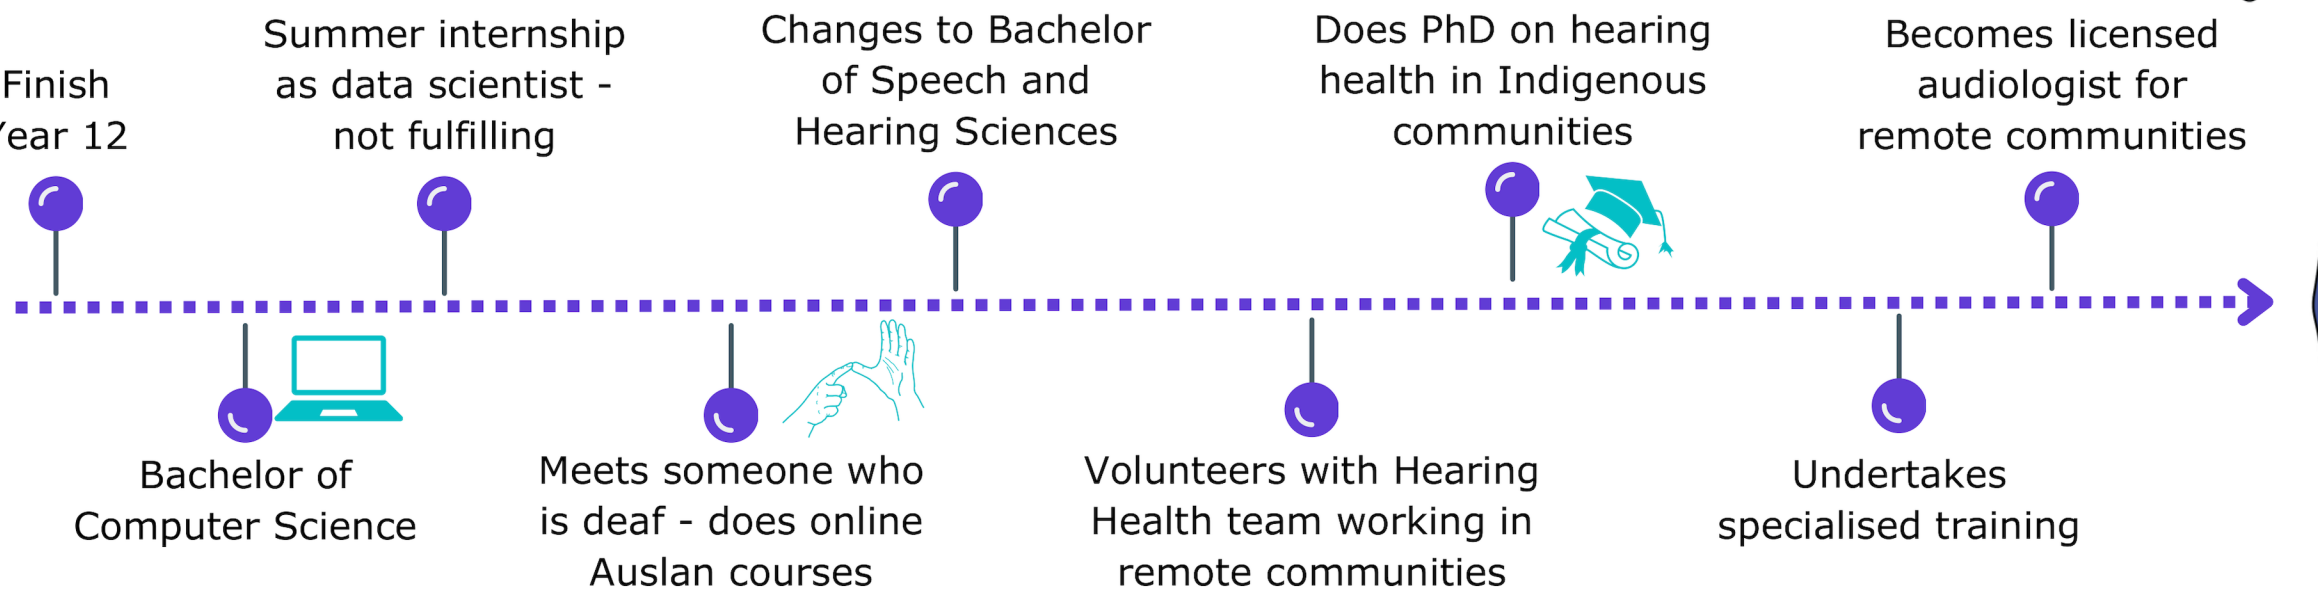 Finish
Year 12
Bachelor of
Computer Science
Summer internship
as data scientist -
not fulfilling
Meets someone who
is deaf - does online
Auslan courses
Changes to Bachelor
of Speech and
Hearing Sciences
Volunteers with Hearing
Health team working in
remote communities
Does PhD on hearing
health in Indigenous
communities
Undertakes
specialised training
Becomes licensed
audiologist for
remote communities